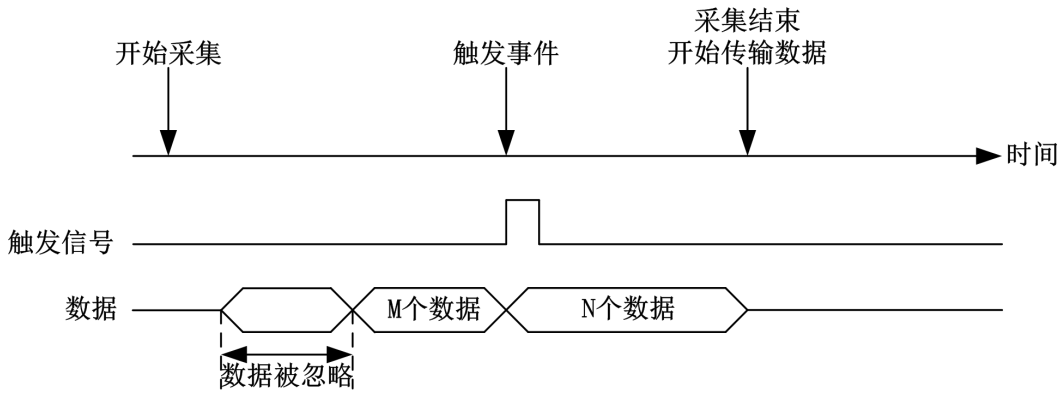 开始采集
触发事件
采集结束
开始传输数据
时间
触发信号
数据
M个数据
N个数据
数据被忽略